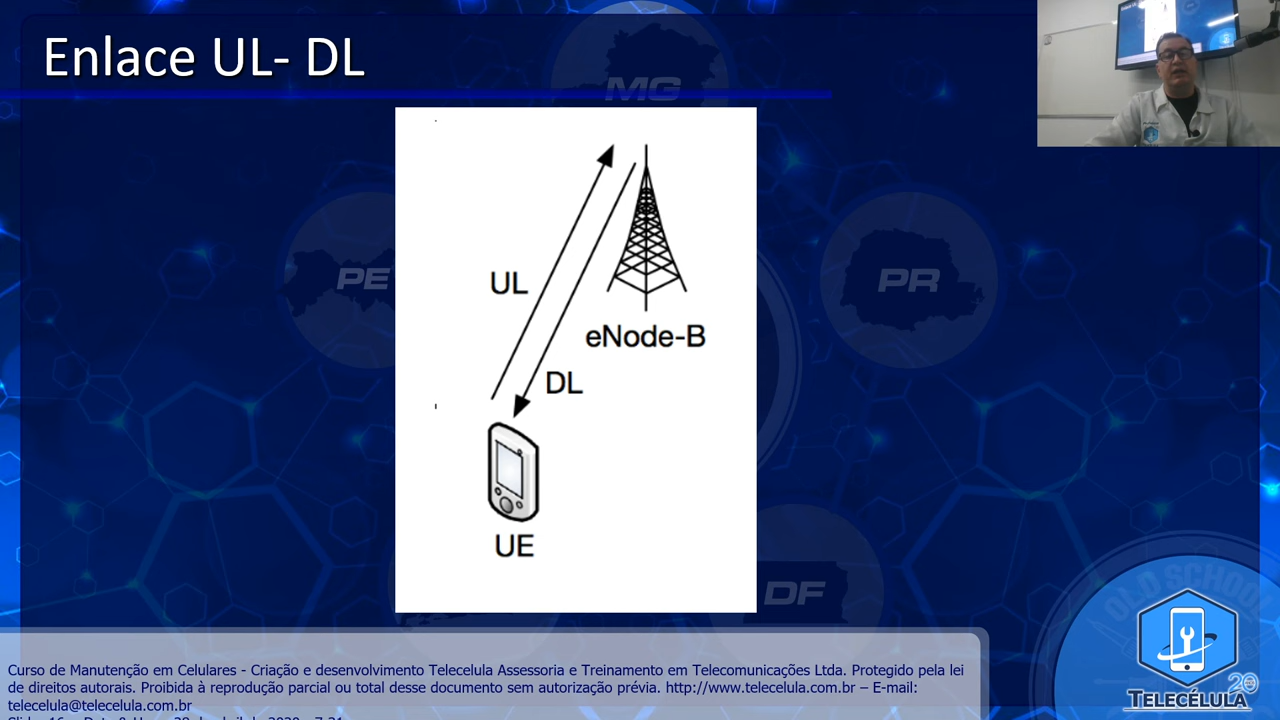 Enlace UL- DL
MG
PE
PR
UL
eNode-B
DL
UE
DF
OLD SCHOOL
Curso de Manutenção em Celulares - Criação e desenvolvimento Telecelula Assessoria e Treinamento em Telecomunicações Ltda. Protegido pela lei
de direitos autorais. Proibida à reprodução parcial ou total desse documento sem autorização prévia. http://www.telecelula.com.br – E-mail:
telecelula@telecelula.com.br
TELECÉLULA
20